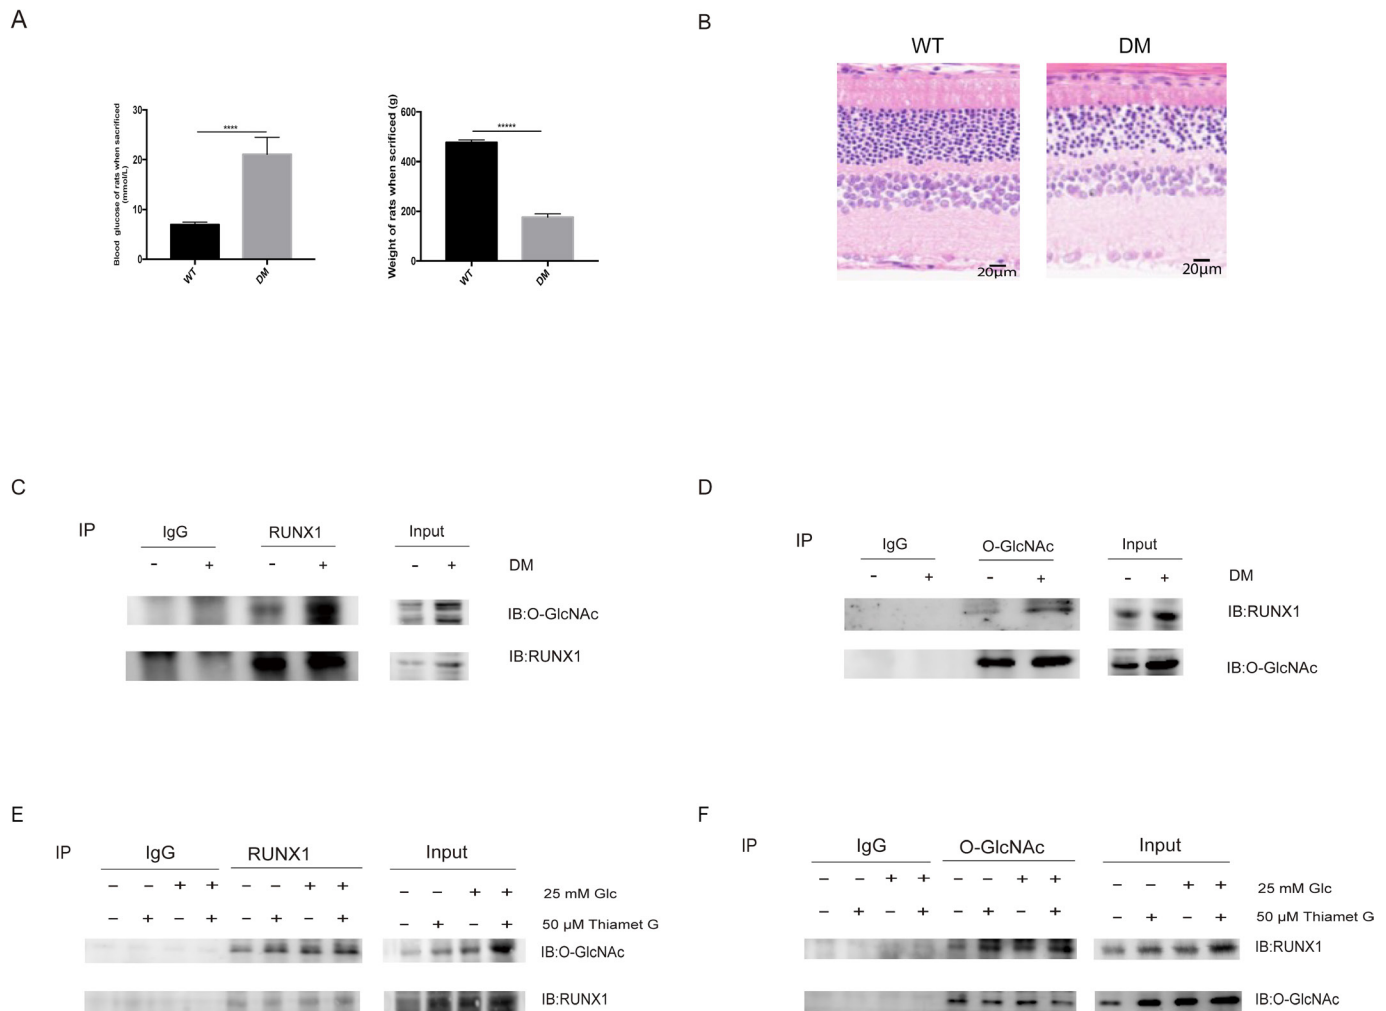 A
Blood glucose of rats when sacrificed
(mmol/L)
30
20
10
0
****
WT
DM
Weight of rats when scrificed (g)
600
400
200
0
*****
WT
DM
B
WT
DM
20μm
20μm
C
IP
IgG
RUNX1
Input
- + - + - + DM
IB:O-GlcNAc
IB:RUNX1
D
IP
IgG
O-GlcNAc
Input
- + - + - + DM
IB:RUNX1
IB:O-GlcNAc
E
IP
IgG
RUNX1
Input
- - + + - - + + - - + + 25 mM Glc
- + - + - + - + - + - + 50 μM Thiamet G
IB:O-GlcNAc
IB:RUNX1
F
IP
IgG
O-GlcNAc
Input
- - + + - - + + - - + + 25 mM Glc
- + - + - + - + - + - + 50 μM Thiamet G
IB:RUNX1
IB:O-GlcNAc